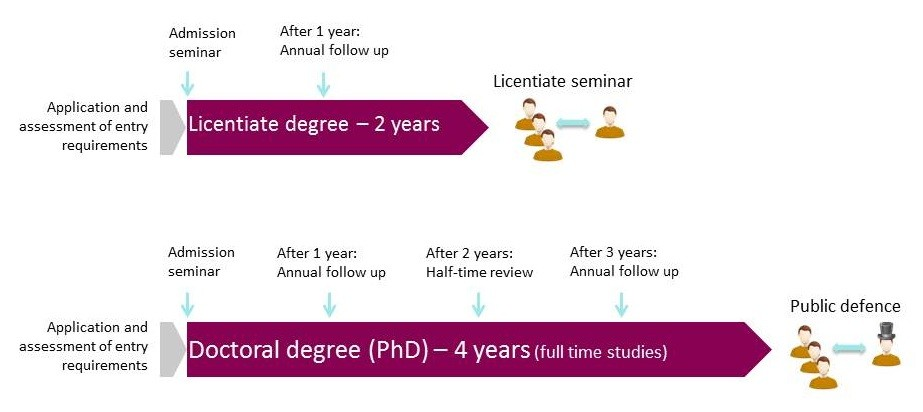 Admission
seminar
After 1 year:
Annual follow up
Licentiate seminar
Application and
assessment of entry
requirements
Licentiate degree – 2 years
Admission
seminar
After 1 year:
Annual follow up
After 2 years:
Half-time review
After 3 years:
Annual follow up
Public defence
Application and
assessment of entry
requirements
Doctoral degree (PhD) – 4 years (full time studies)